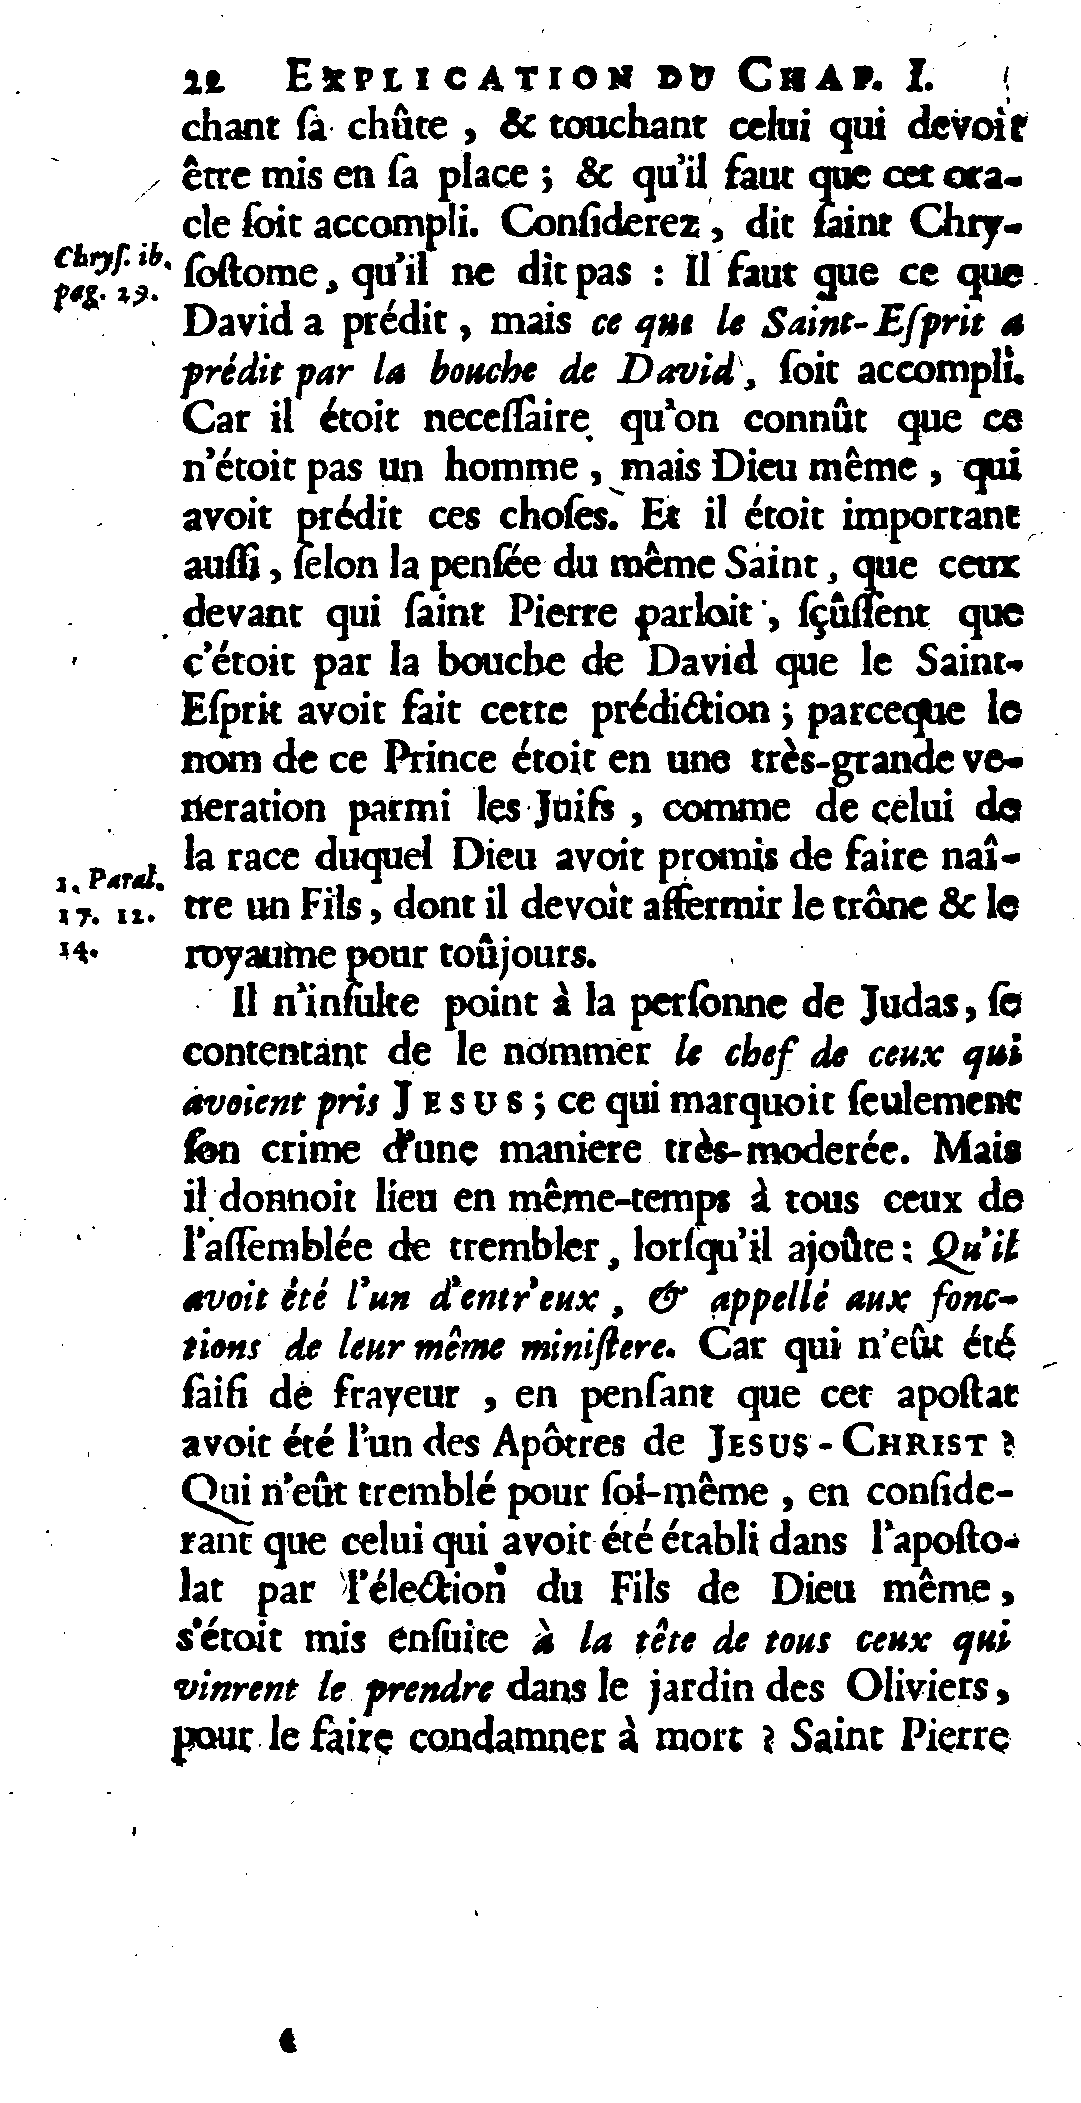 22 EXPLICATION DU CHAP. I.
chant ſa chûte, & touchant celui qui devoit
être mis en ſa place ; & qu'il faut que cet ora-
cle ſoit accompli. Conſiderez, dit ſaint Chry-
Chryſ. ib.
pag. 29.
ſoſtome, qu'il ne dit pas : Il faut que ce que
David a prédit, mais ce que le Saint-Eſprit a
prédit par la bouche de David, ſoit accompli.
Car il étoit neceſſaire qu'on connût que ce
n'étoit pas un homme, mais Dieu même, qui
avoit prédit ces choſes. Et il étoit important
auſſi, ſelon la penſée du même Saint, que ceux
devant qui ſaint Pierre parloit, ſçûſſent que
c'étoit par la bouche de David que le Saint-
Eſprit avoit fait cette prédiction ; parceque le
nom de ce Prince étoit en une très-grande ve-
neration parmi les Juifs, comme de celui de
la race duquel Dieu avoit promis de faire naî-
1. Paral.
17. 12.
14.
tre un Fils, dont il devoit affermir le trône & le
royaume pour toûjours.
Il n'inſulte point à la perſonne de Judas, ſe
contentant de le nommer le chef de ceux qui
avoient pris JESUS ; ce qui marquoit ſeulement
ſon crime d'une maniere très-moderée. Mais
il donnoit lieu en même-temps à tous ceux de
l'aſſemblée de trembler, lorſqu'il ajoûte : Qu'il
avoit été l'un d'entr'eux, & appellé aux fonc-
tions de leur même miniſtere. Car qui n'eût été
ſaiſi de frayeur, en penſant que cet apoſtat
avoit été l'un des Apôtres de JESUS-CHRIST ?
Qui n'eût tremblé pour ſoi-même, en conſide-
rant que celui qui avoit été établi dans l'apoſto-
lat par l'élection du Fils de Dieu même,
s'étoit mis enſuite à la tête de tous ceux qui
vinrent le prendre dans le jardin des Oliviers,
pour le faire condamner à mort ? Saint Pierre